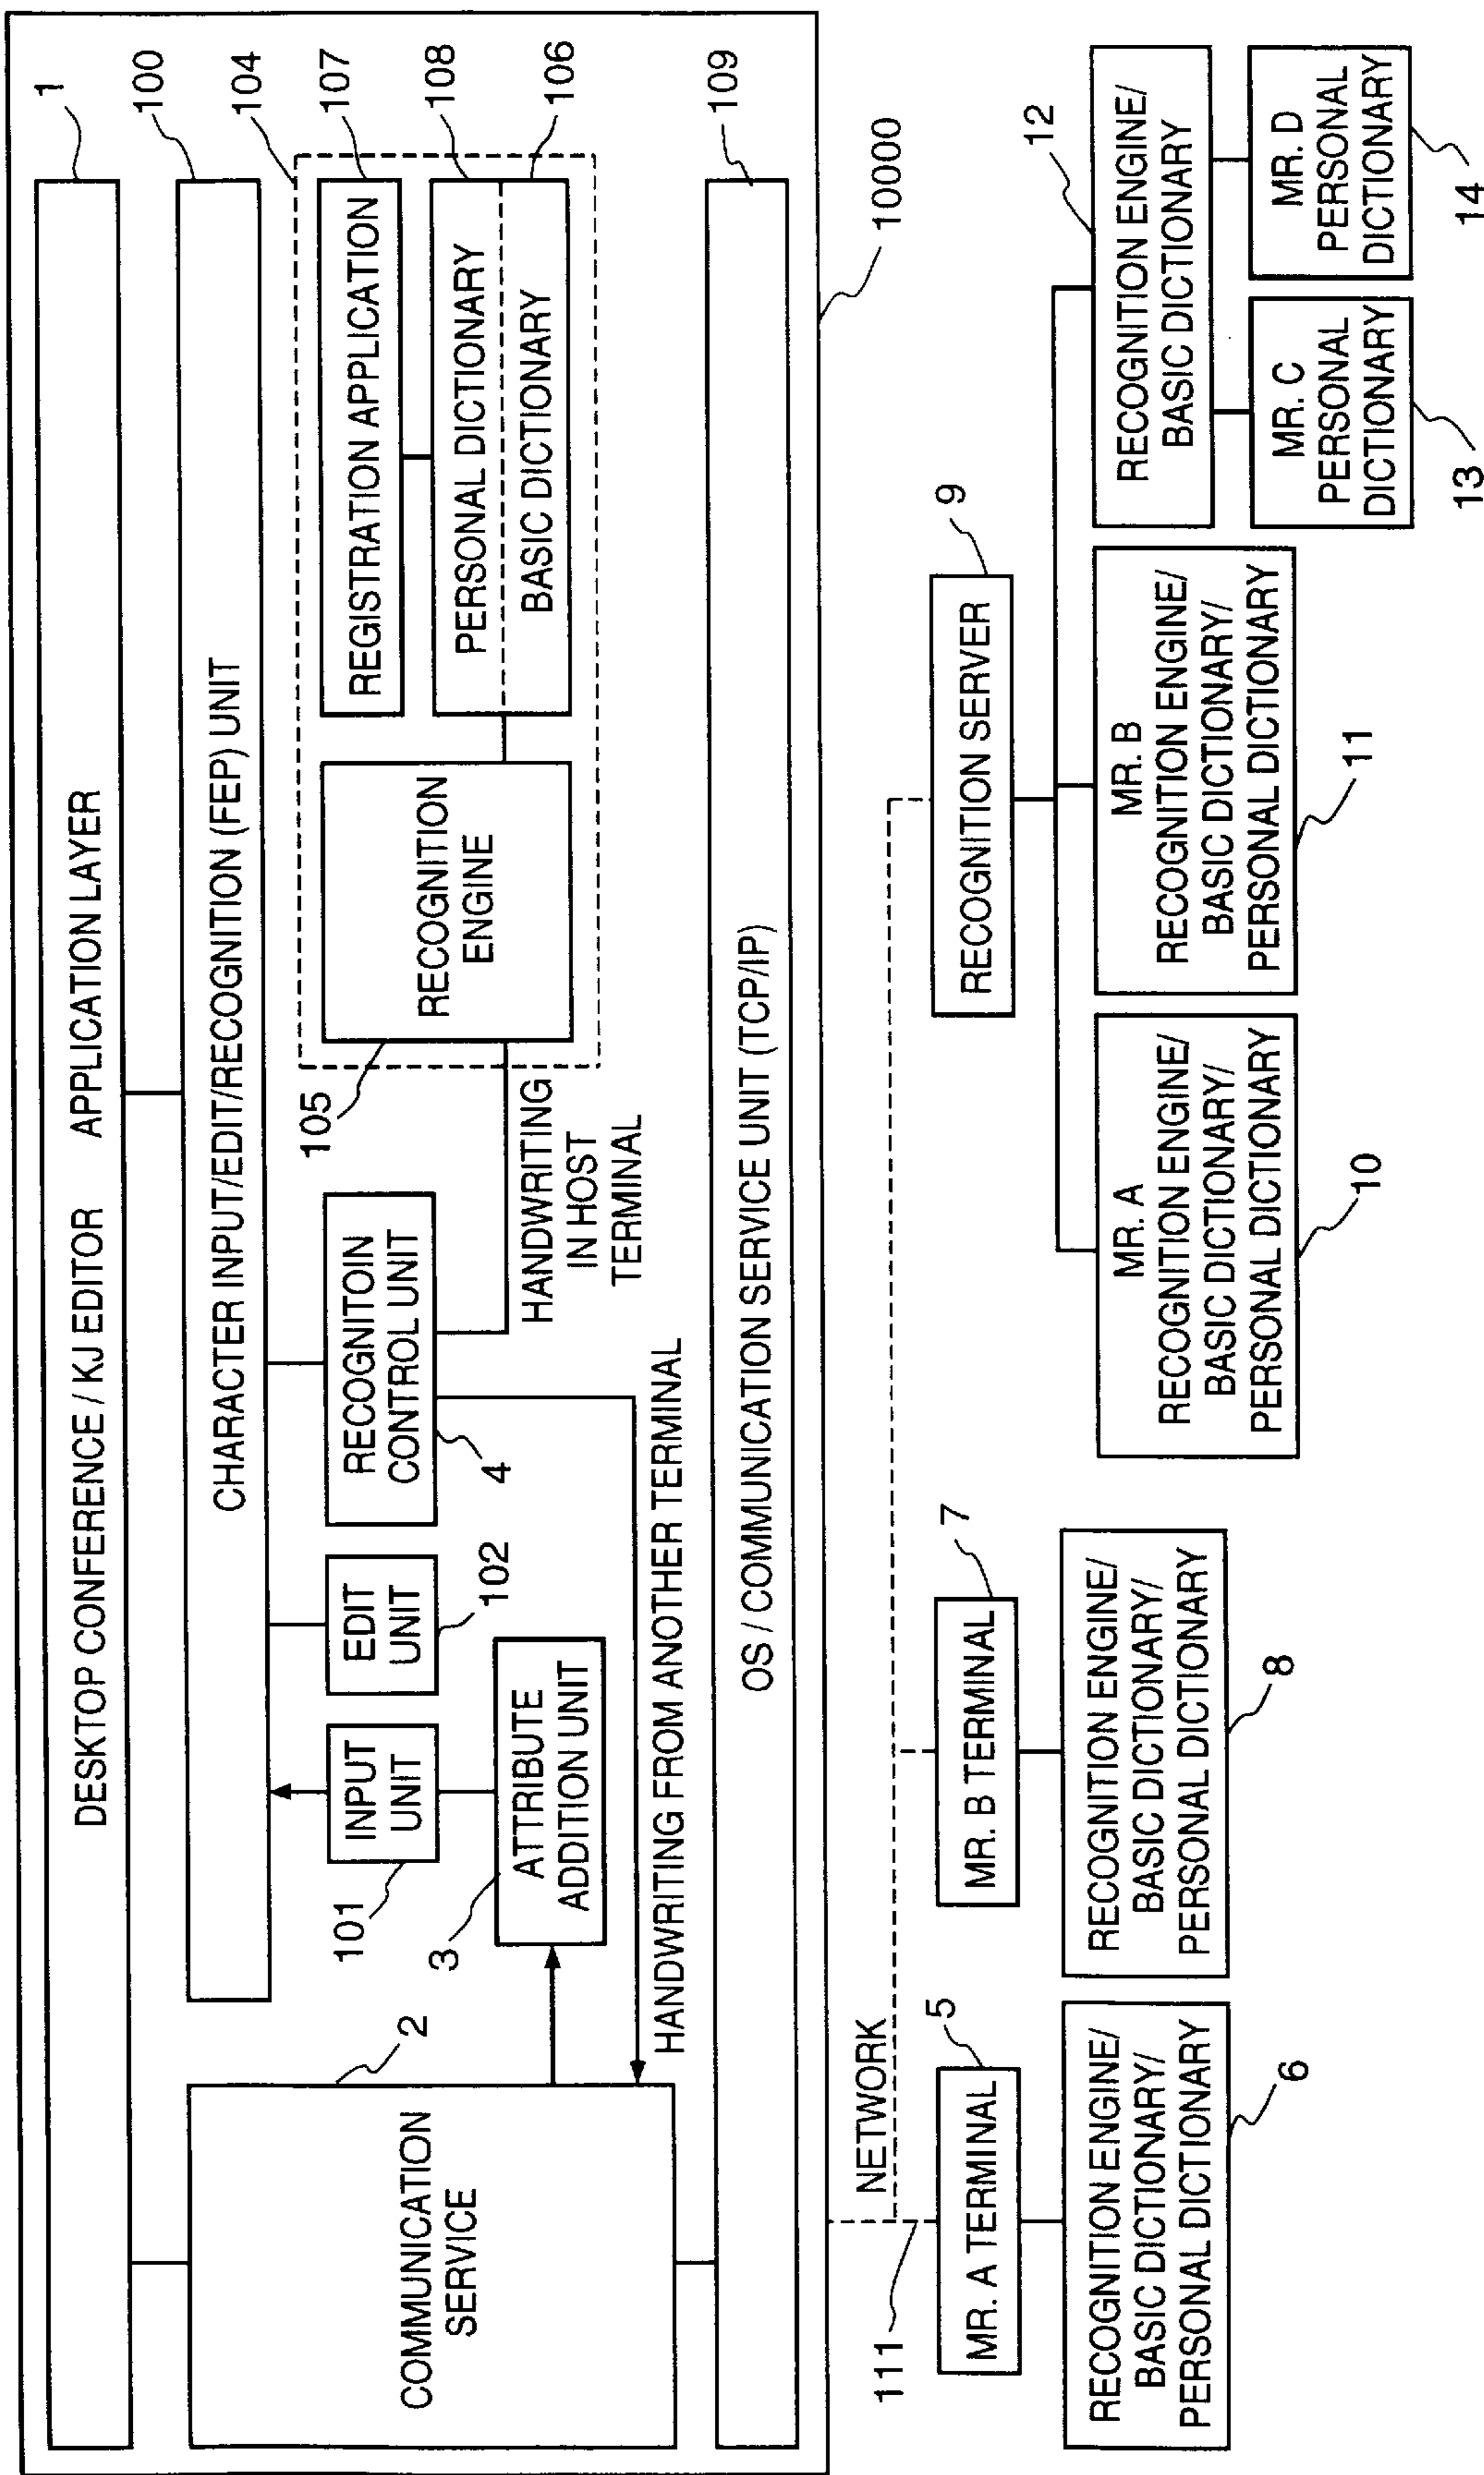 DESKTOP CONFERENCE / KJ EDITOR   APPLICATION LAYER
1
CHARACTER INPUT/EDIT/RECOGNITION (FEP) UNIT
100
104
COMMUNICATION
SERVICE
2
INPUT
UNIT
101
EDIT
UNIT
102
RECOGNITOIN
CONTROL UNIT
4
ATTRIBUTE
ADDITION UNIT
3
105
RECOGNITION
ENGINE
REGISTRATION APPLICATION
107
PERSONAL DICTIONARY
108
BASIC DICTIONARY
106
HANDWRITING
IN HOST
TERMINAL
HANDWRITING FROM ANOTHER TERMINAL
OS / COMMUNICATION SERVICE UNIT (TCP/IP)
109
10000
NETWORK
111
MR. A TERMINAL
5
RECOGNITION ENGINE/
BASIC DICTIONARY/
PERSONAL DICTIONARY
6
MR. B TERMINAL
7
RECOGNITION ENGINE/
BASIC DICTIONARY/
PERSONAL DICTIONARY
8
RECOGNITION SERVER
9
MR. A
RECOGNITION ENGINE/
BASIC DICTIONARY/
PERSONAL DICTIONARY
10
MR. B
RECOGNITION ENGINE/
BASIC DICTIONARY/
PERSONAL DICTIONARY
11
RECOGNITION ENGINE/
BASIC DICTIONARY
12
MR. C
PERSONAL
DICTIONARY
13
MR. D
PERSONAL
DICTIONARY
14